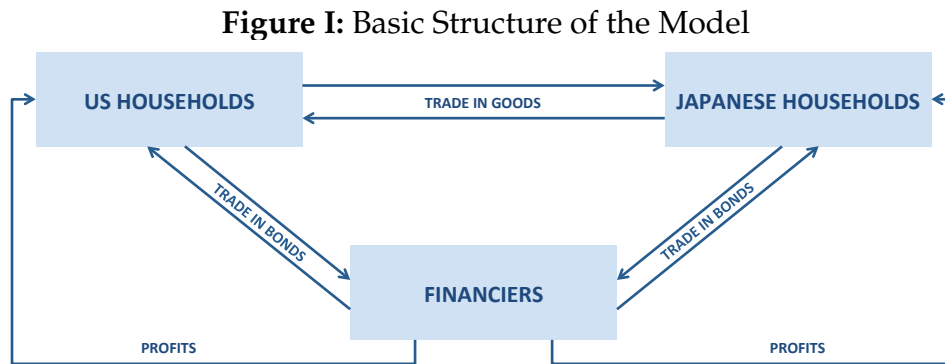 Figure I: Basic Structure of the Model
US HOUSEHOLDS
TRADE IN GOODS
JAPANESE HOUSEHOLDS
TRADE IN BONDS
TRADE IN BONDS
FINANCIERS
PROFITS
PROFITS